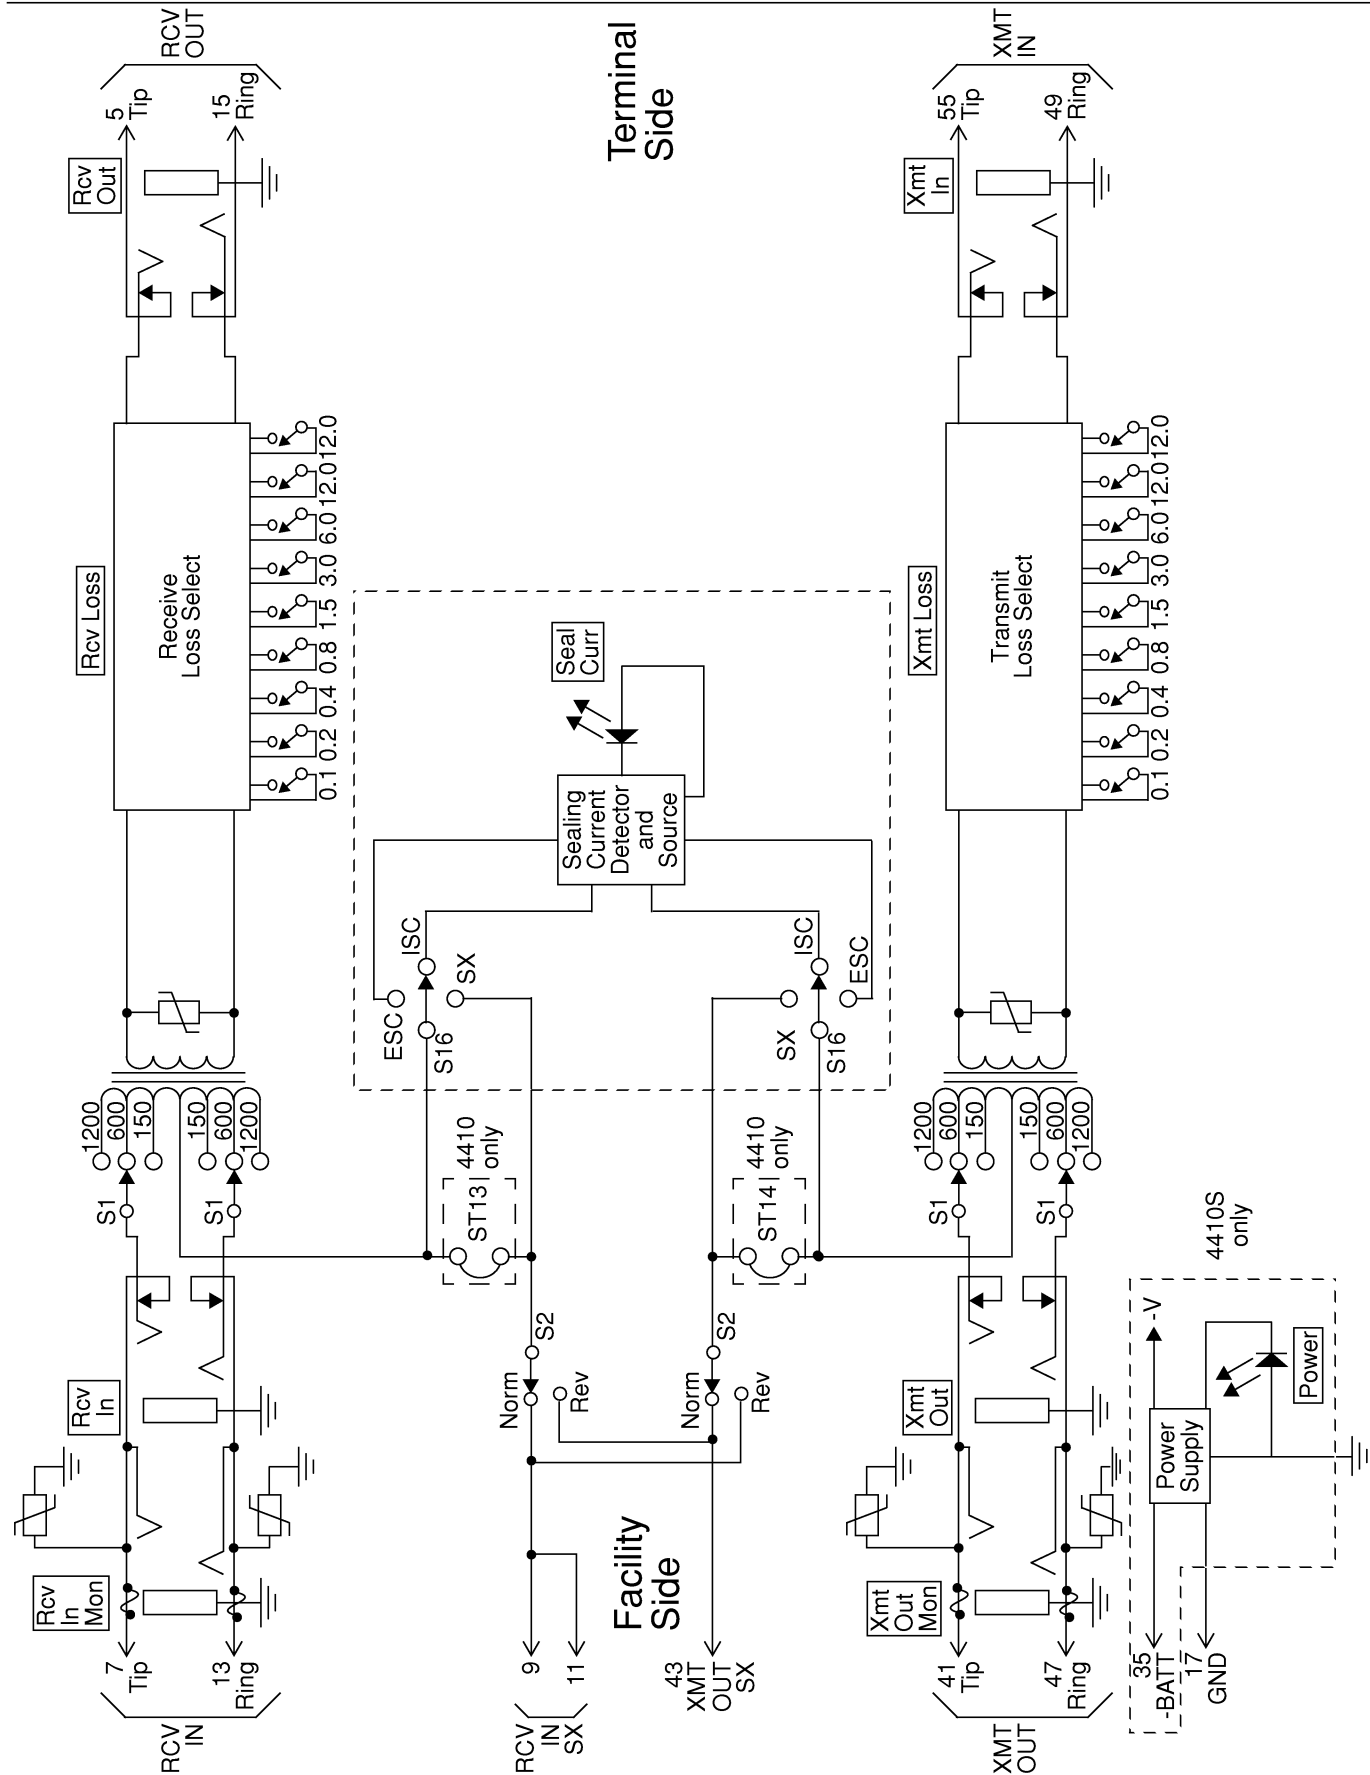 RCV
OUT
5
Tip
15
Ring
Rcv
Out
Terminal
Side
XMT
IN
55
Tip
49
Ring
Xmt
In
Rcv Loss
Receive
Loss Select
0.1
0.2
0.4
0.8
1.5
3.0
6.0
12.0
12.0
Seal
Curr
Sealing
Current
Detector
and
Source
ESC
ISC
SX
S16
SX
ISC
ESC
S16
Xmt Loss
Transmit
Loss Select
0.1
0.2
0.4
0.8
1.5
3.0
6.0
12.0
12.0
1200
600
150
150
600
1200
S1
S1
4410
only
ST13
4410
only
ST14
1200
600
150
150
600
1200
S1
S1
Rcv
In
Norm
S2
Rev
Norm
S2
Rev
Xmt
Out
4410S
only
-V
Power
Supply
Power
Rcv
In
Mon
Facility
Side
Xmt
Out
Mon
RCV
IN
7
Tip
13
Ring
RCV
IN
SX
9
11
43
XMT
OUT
SX
XMT
OUT
41
Tip
47
Ring
35
-BATT
17
GND